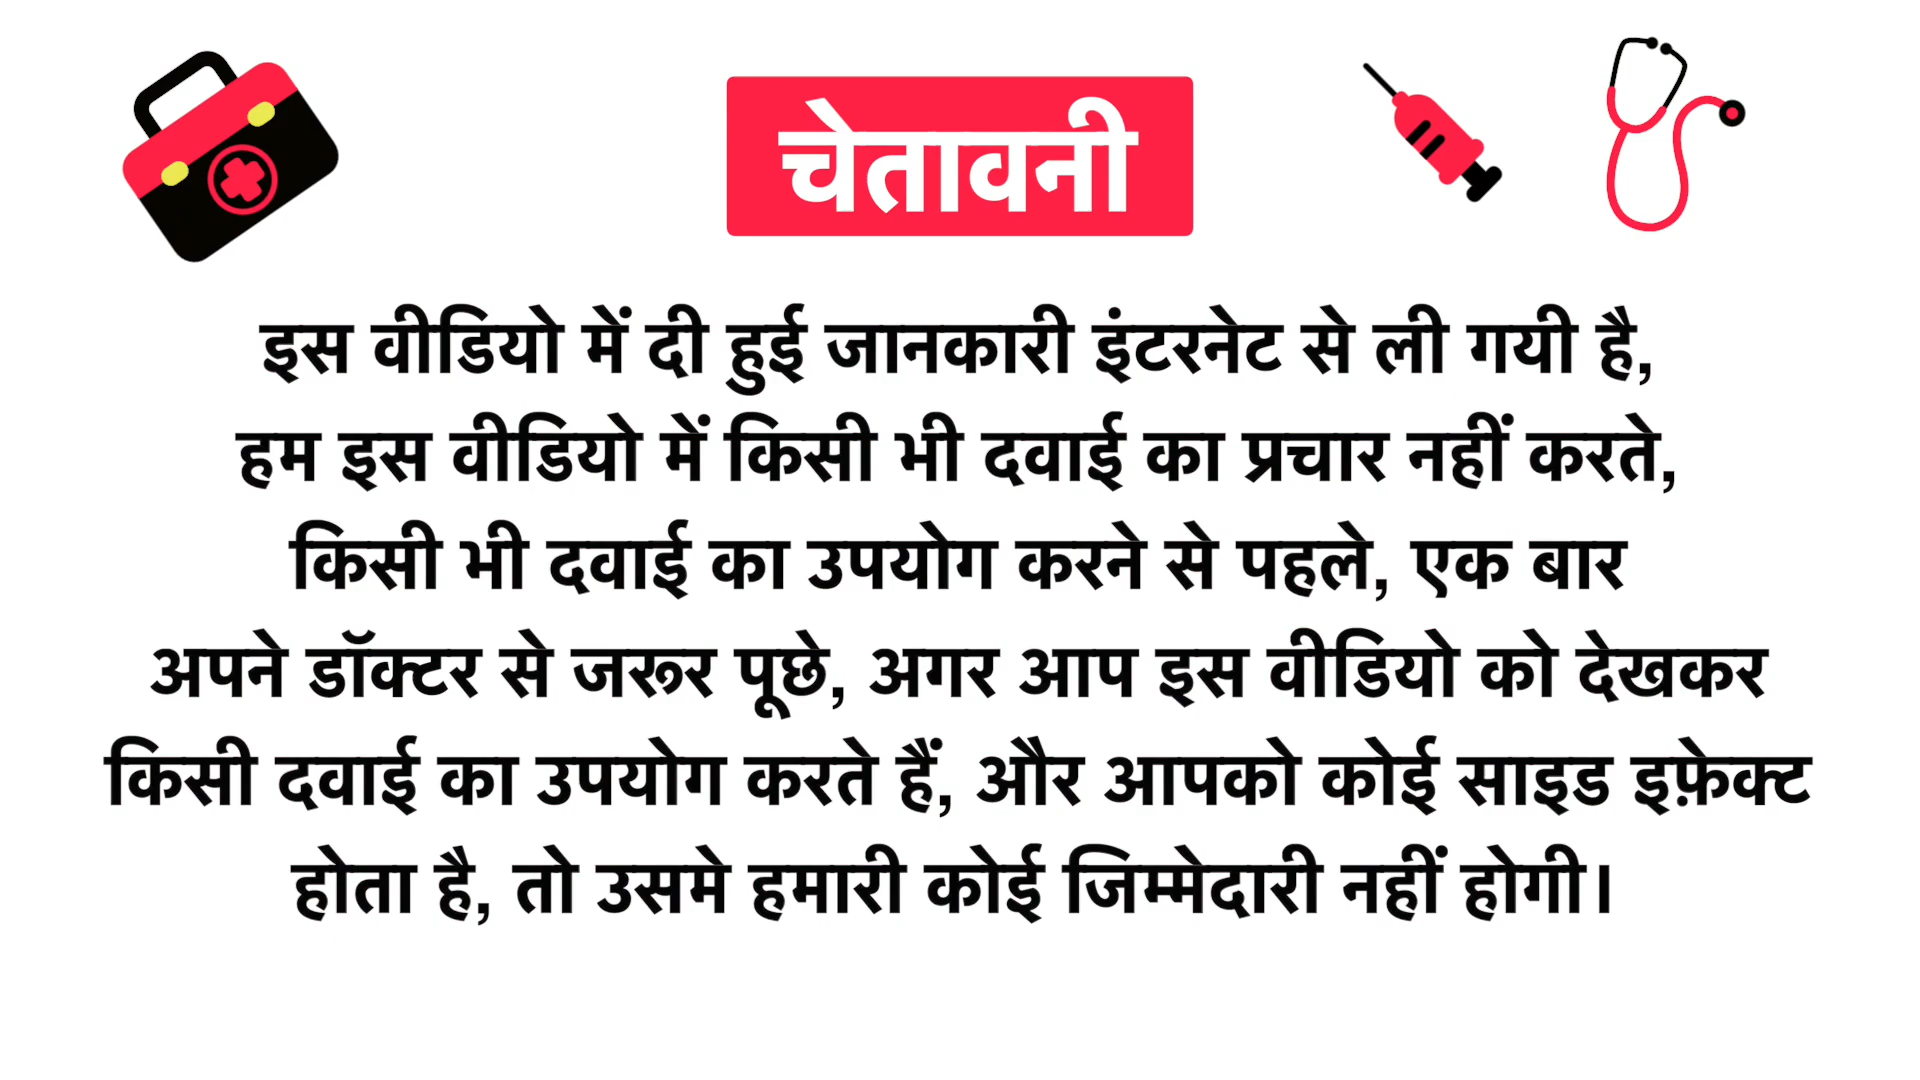 चेतावनी
इस वीडियो में दी हुई जानकारी इंटरनेट से ली गयी है,
हम इस वीडियो में किसी भी दवाई का प्रचार नहीं करते,
किसी भी दवाई का उपयोग करने से पहले, एक बार
अपने डॉक्टर से जरूर पूछे, अगर आप इस वीडियो को देखकर
किसी दवाई का उपयोग करते हैं, और आपको कोई साइड इफ़ेक्ट
होता है, तो उसमे हमारी कोई जिम्मेदारी नहीं होगी।